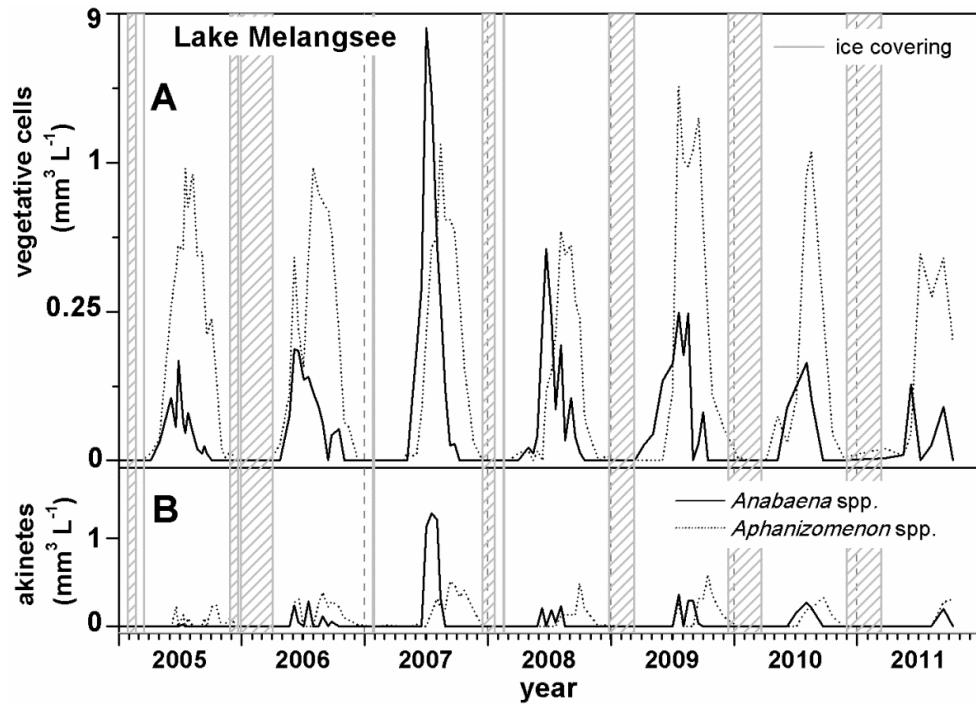 Lake Melangsee
ice covering
A
vegetative cells
(mm³ L⁻¹)
9
1
0.25
0
B
Anabaena spp.
Aphanizomenon spp.
akinetes
(mm³ L⁻¹)
1
0
2005 2006 2007 2008 2009 2010 2011
year